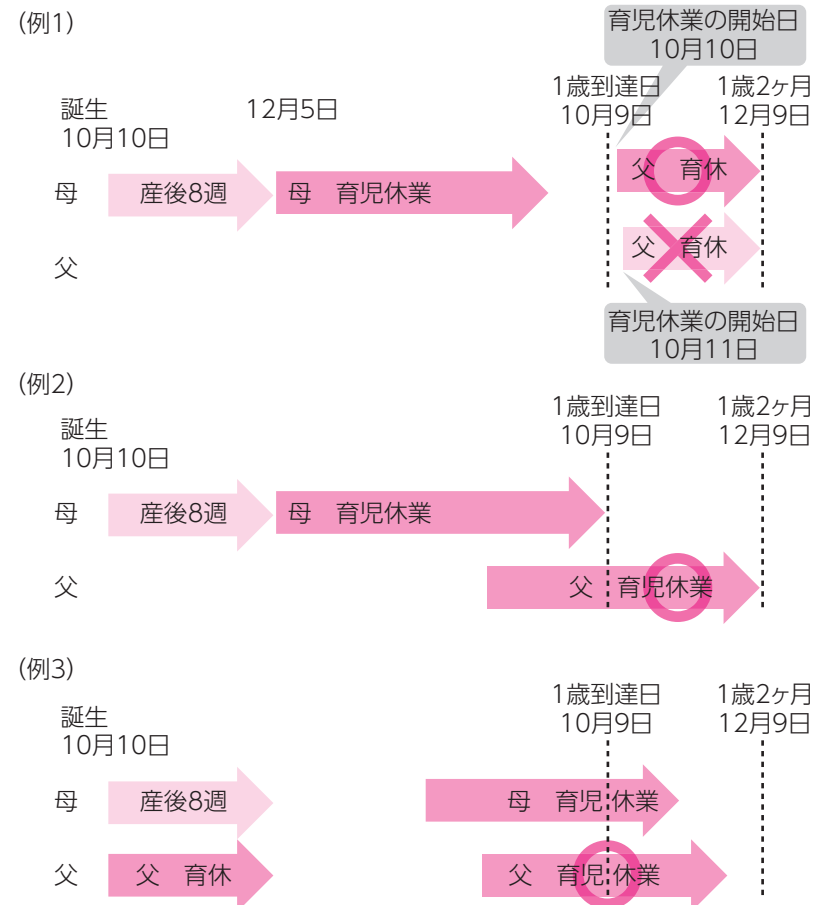 (例1)
育児休業の開始日
10月10日
1歳到達日
10月9日
1歳2ヶ月
12月9日
誕生
10月10日
12月5日
母
産後8週
母 育児休業
父 育休
父 育休
父
育児休業の開始日
10月11日
(例2)
1歳到達日
10月9日
1歳2ヶ月
12月9日
誕生
10月10日
母
産後8週
母 育児休業
父
父 育児休業
(例3)
1歳到達日
10月9日
1歳2ヶ月
12月9日
誕生
10月10日
母
産後8週
母 育児休業
父
父 育休
父 育児休業